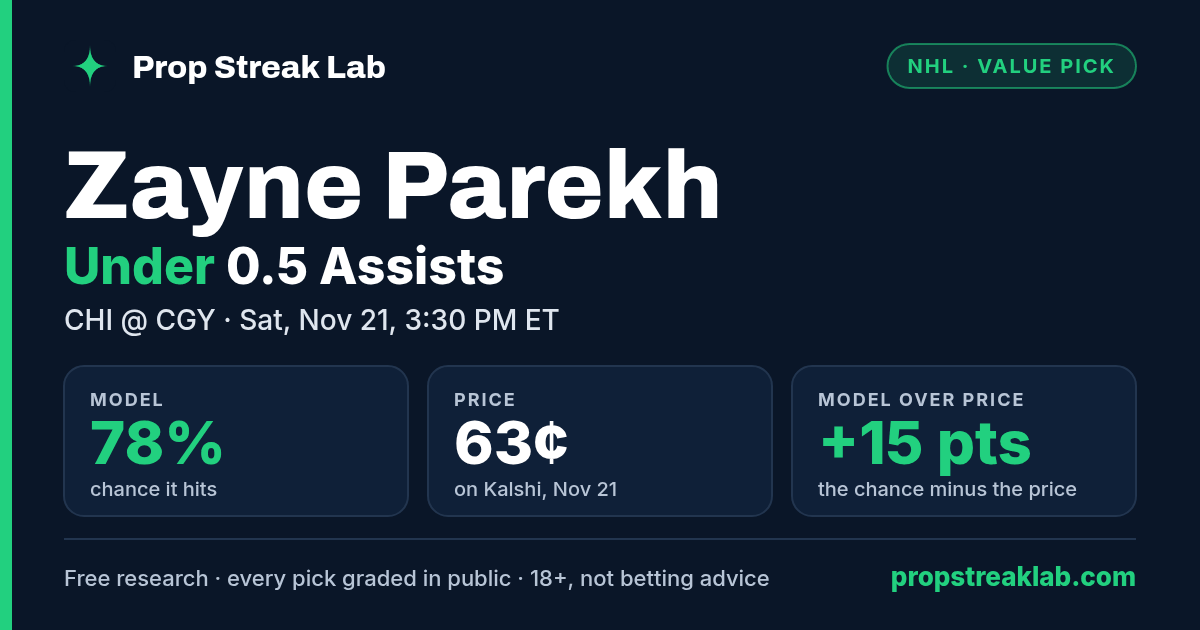 Prop Streak Lab
NHL · VALUE PICK
Zayne Parekh
Under 0.5 Assists
CHI @ CGY · Sat, Nov 21, 3:30 PM ET
MODEL
78%
chance it hits
PRICE
63¢
on Kalshi, Nov 21
MODEL OVER PRICE
+15 pts
the chance minus the price
Free research · every pick graded in public · 18+, not betting advice
propstreaklab.com